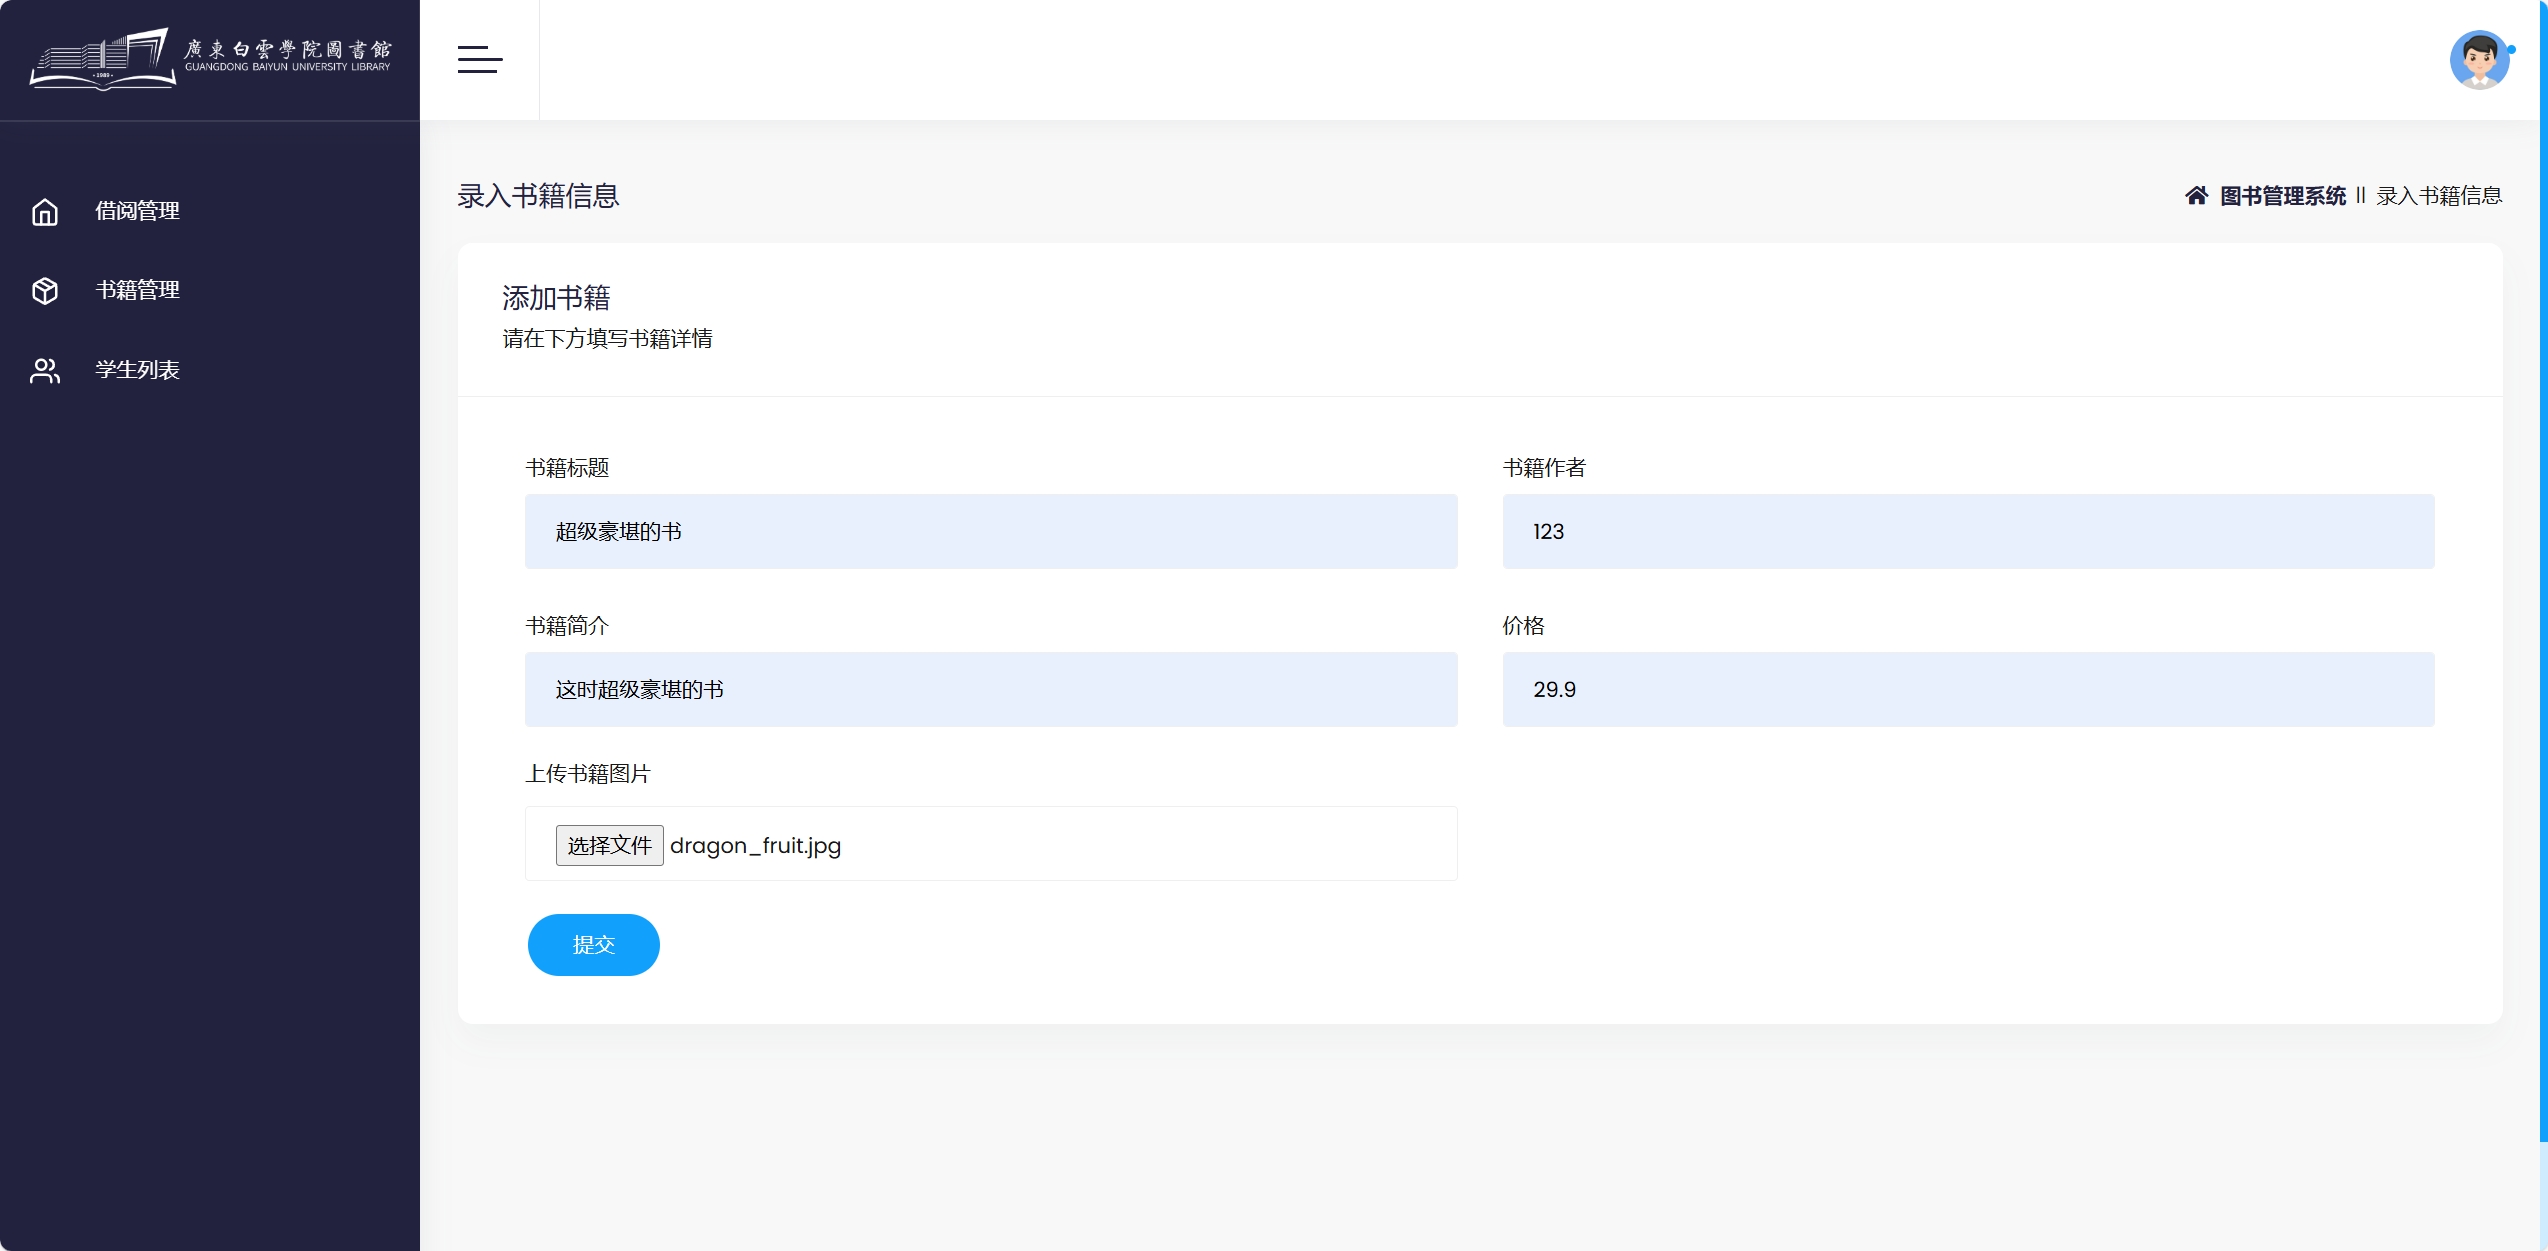 廣東白雲學院圖書館
GUANGDONG BAIYUN UNIVERSITY LIBRARY
·1989·
借阅管理
书籍管理
学生列表
录入书籍信息
图书管理系统 || 录入书籍信息
添加书籍
请在下方填写书籍详情
书籍标题
书籍作者
超级豪堪的书
123
书籍简介
价格
这时超级豪堪的书
29.9
上传书籍图片
选择文件 dragon_fruit.jpg
提交